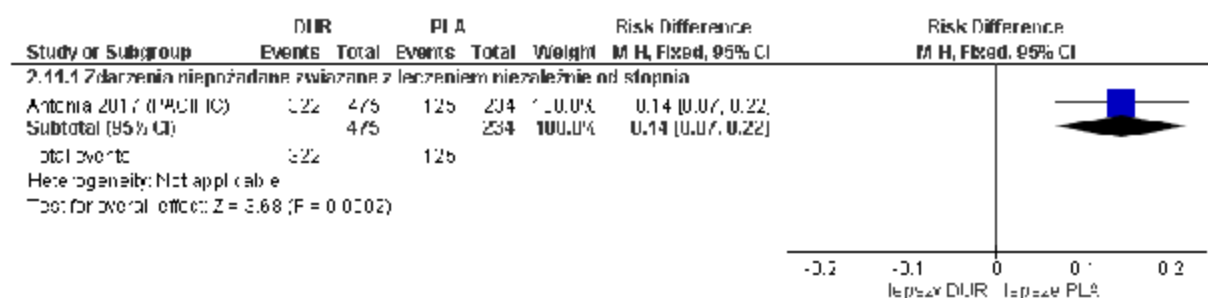 DUR PLA Risk Difference Risk Difference
Study or Subgroup Events Total Events Total Weight M-H, Fixed, 95% CI M-H, Fixed, 95% CI
2.11.1 Zdarzenia niepożądane związane z leczeniem niezależnie od stopnia
Antonia 2017 (PACIFIC) 322 475 125 234 100.0% 0.14 [0.07, 0.22]
Subtotal (95% CI) 475 234 100.0% 0.14 [0.07, 0.22]
Total events 322 125
Heterogeneity: Not applicable
Test for overall effect: Z = 3.68 (P = 0.0002)
-0.2 -0.1 0 0.1 0.2
lepszy DUR lepsze PLA